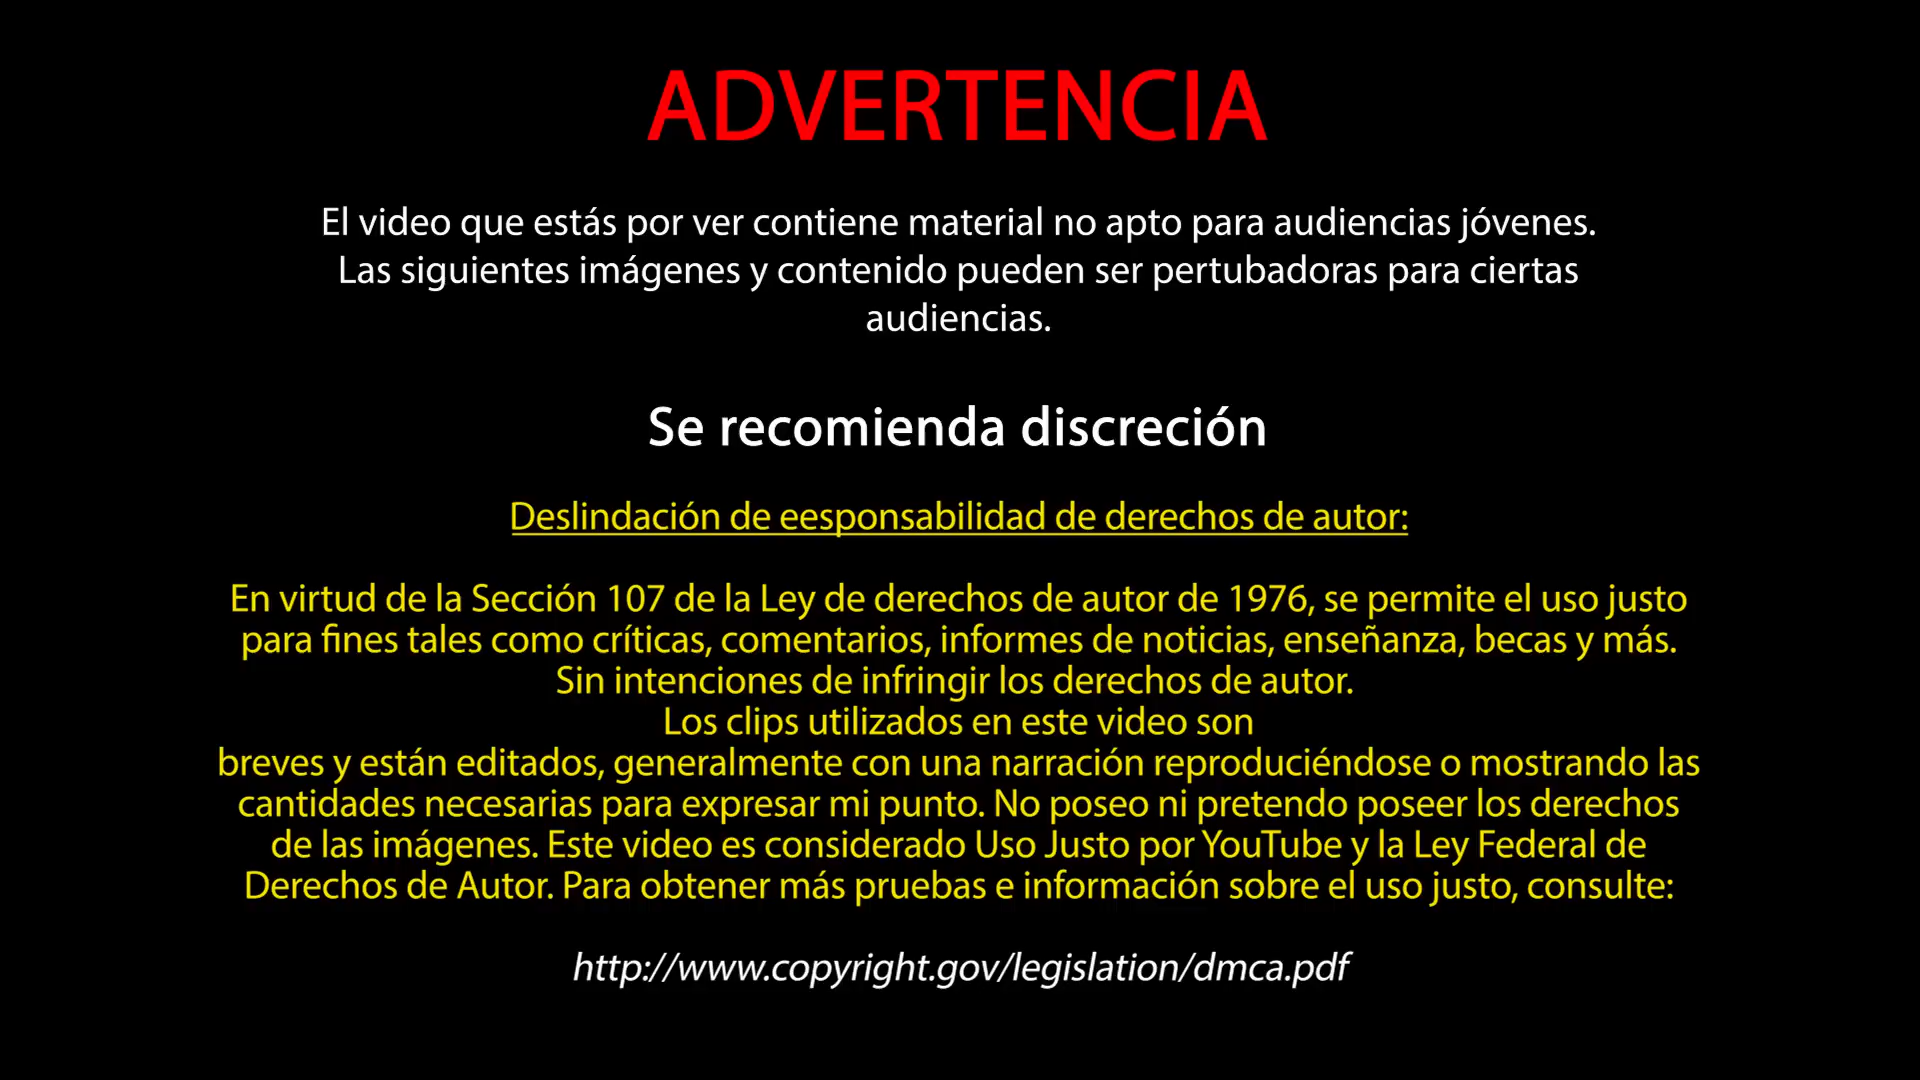 ADVERTENCIA
El video que estás por ver contiene material no apto para audiencias jóvenes.
Las siguientes imágenes y contenido pueden ser pertubadoras para ciertas
audiencias.
Se recomienda discreción
Deslindación de eesponsabilidad de derechos de autor:
En virtud de la Sección 107 de la Ley de derechos de autor de 1976, se permite el uso justo
para fines tales como críticas, comentarios, informes de noticias, enseñanza, becas y más.
Sin intenciones de infringir los derechos de autor.
Los clips utilizados en este video son
breves y están editados, generalmente con una narración reproduciéndose o mostrando las
cantidades necesarias para expresar mi punto. No poseo ni pretendo poseer los derechos
de las imágenes. Este video es considerado Uso Justo por YouTube y la Ley Federal de
Derechos de Autor. Para obtener más pruebas e información sobre el uso justo, consulte:
http://www.copyright.gov/legislation/dmca.pdf